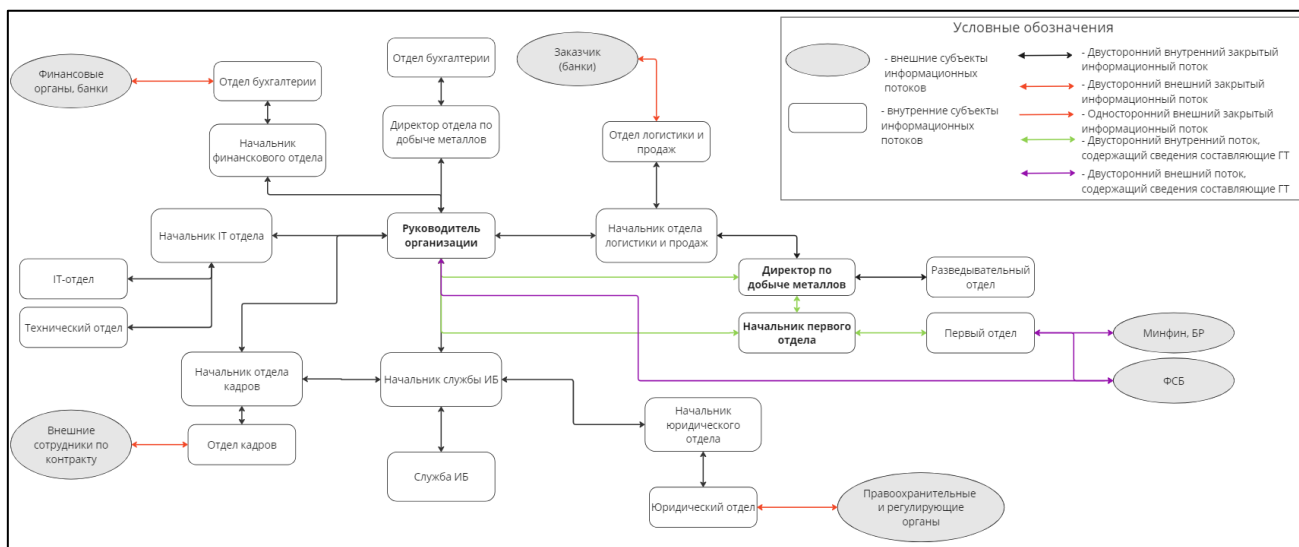 Условные обозначения
- внешние субъекты
информационных
потоков
- внутренние субъекты
информационных
потоков
- Двусторонний внутренний закрытый
информационый поток
- Двусторонний внешний закрытый
информационный поток
- Односторонний внешний закрытый
информационный поток
- Двусторонний внутренний поток,
содержащий сведения составляющие ГТ
- Двусторонний внешний поток,
содержащий сведения составляющие ГТ
Финансовые
органы, банки
Отдел бухгалтерии
Начальник
финанскового отдела
Отдел бухгалтерии
Директор отдела по
добыче металлов
Заказчик
(банки)
Отдел логистики и
продаж
Начальник IT отдела
Руководитель
организации
Начальник отдела
логистики и продаж
IT-отдел
Технический отдел
Директор по
добыче металлов
Разведывательный
отдел
Начальник первого
отдела
Первый отдел
Минфин, БР
ФСБ
Начальник отдела
кадров
Начальник службы ИБ
Внешние
сотрудники по
контракту
Отдел кадров
Служба ИБ
Начальник
юридического
отдела
Юридический отдел
Правоохранительные
и регулирующие
органы